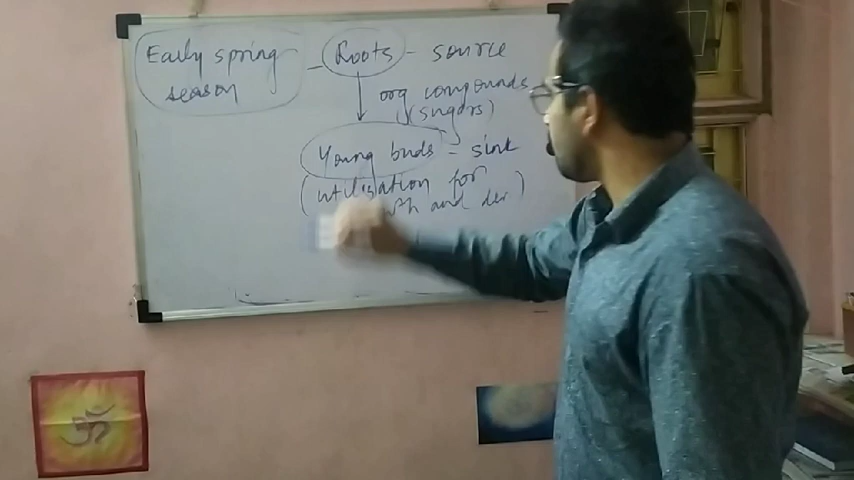 Early spring – Roots – source
season
org compounds
(sugars)
Young buds – sink
(utilisation for
and dev)
ॐ